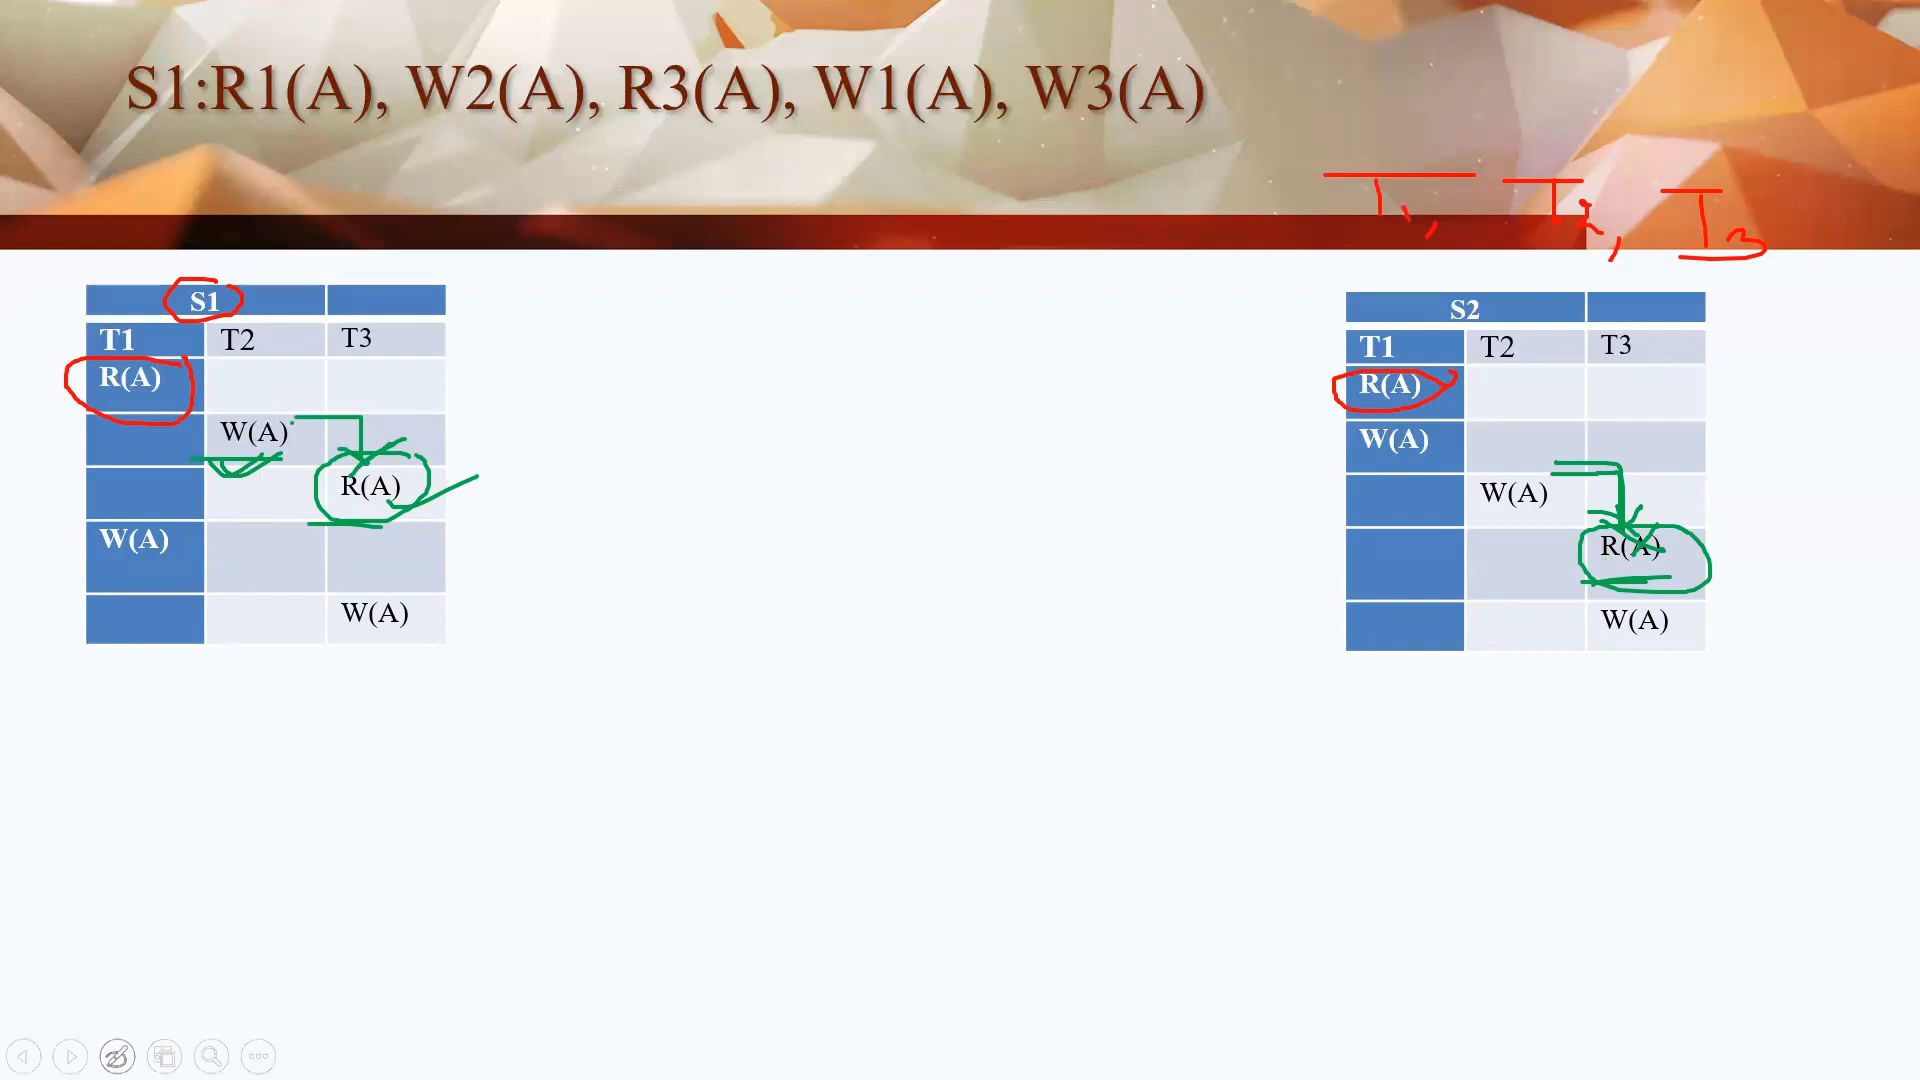 S1:R1(A), W2(A), R3(A), W1(A), W3(A)
T1, T2, T3
S1
T1 T2 T3
R(A)
W(A)
R(A)
W(A)
W(A)
S2
T1 T2 T3
R(A)
W(A)
W(A)
R(A)
W(A)